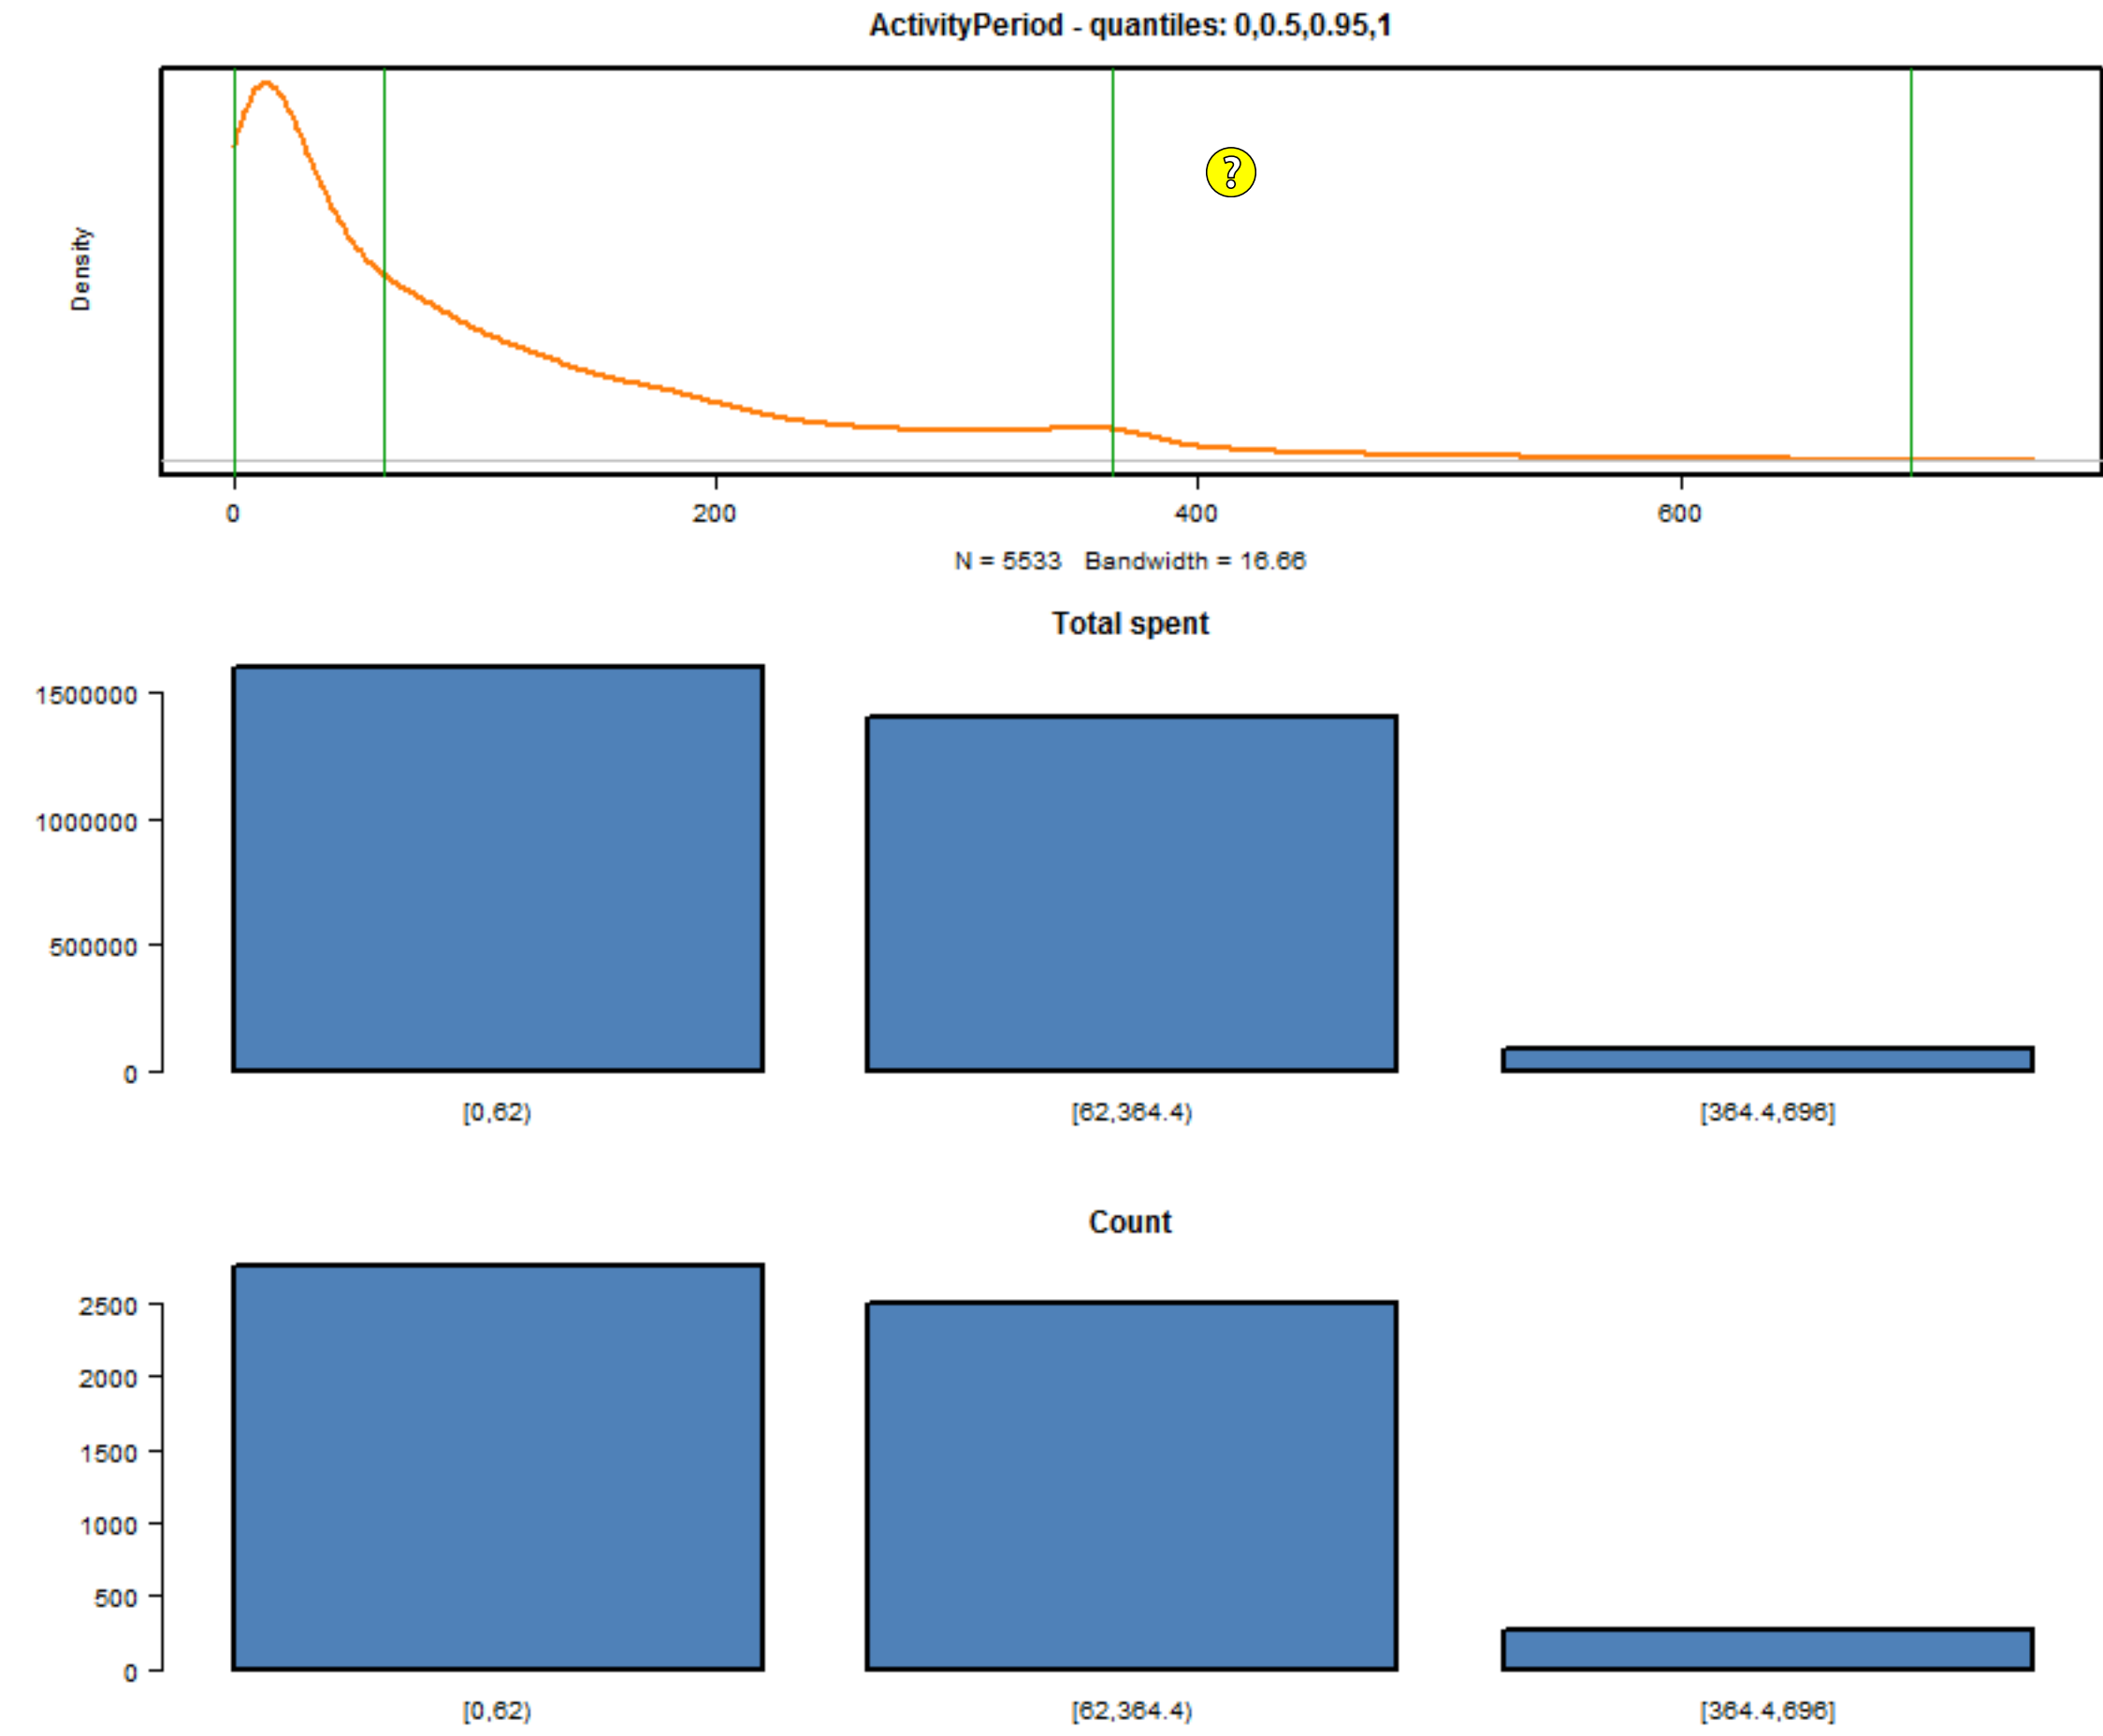 ActivityPeriod - quantiles: 0,0.5,0.95,1
?
Density
0 200 400 600
N = 5533 Bandwidth = 16.66
Total spent
1500000
1000000
500000
0
[0,62) [62,364.4) [364.4,696]
Count
2500
2000
1500
1000
500
0
[0,62) [62,364.4) [364.4,696]